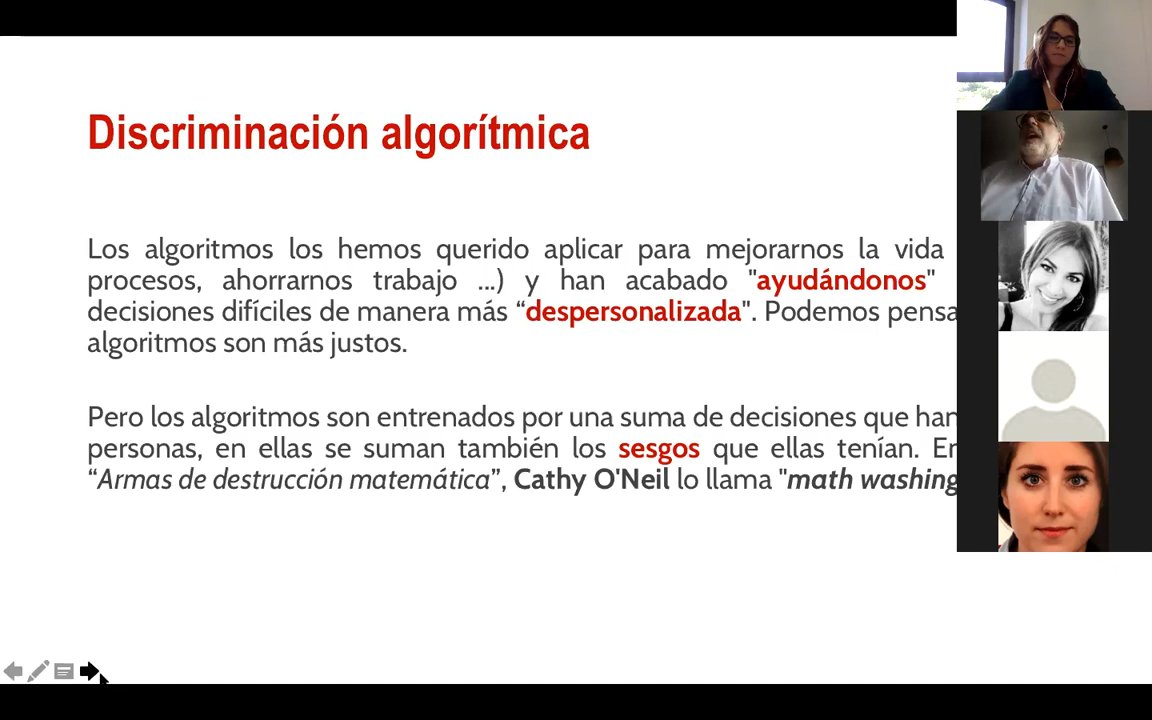 Discriminación algorítmica
Los algoritmos los hemos querido aplicar para mejorarnos la vida
procesos, ahorrarnos trabajo ...) y han acabado "ayudándonos"
decisiones difíciles de manera más “despersonalizada". Podemos pensa
algoritmos son más justos.
Pero los algoritmos son entrenados por una suma de decisiones que han
personas, en ellas se suman también los sesgos que ellas tenían. En
“Armas de destrucción matemática”, Cathy O'Neil lo llama "math washing